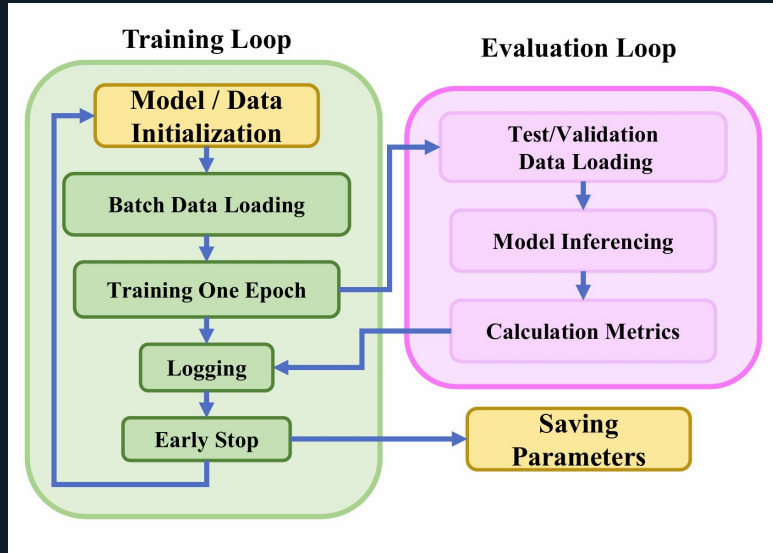 Training Loop
Model / Data
Initialization
Batch Data Loading
Training One Epoch
Logging
Early Stop
Evaluation Loop
Test/Validation
Data Loading
Model Inferencing
Calculation Metrics
Saving
Parameters